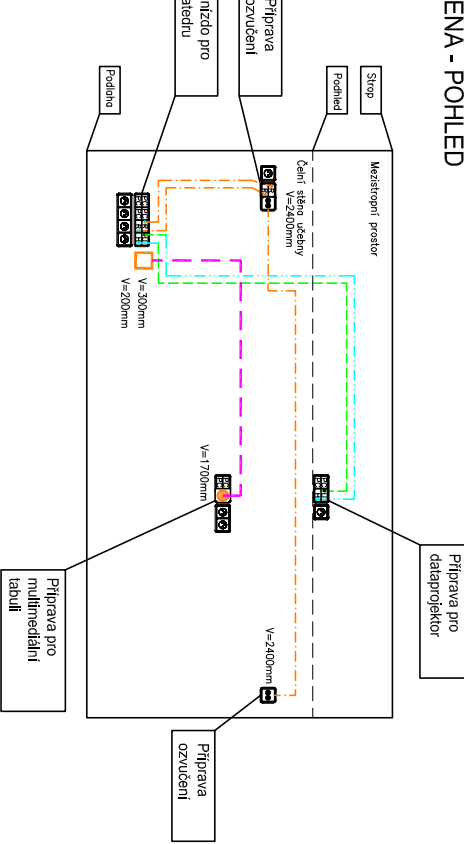 ENA - POHLED
Strop
Podhled
Mezistropní prostor
Příprava
ozvučení
Čelní stěna učebny
V=2400mm
nízdo pro
atedru
Podlaha
V=300mm
V=200mm
V=1700mm
V=2400mm
Příprava pro
dataprojektor
Příprava pro
multimediální
tabuli
Příprava
ozvučení